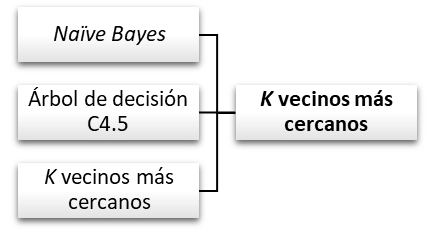 Naïve Bayes
Árbol de decisión
C4.5
K vecinos más
cercanos
K vecinos más
cercanos